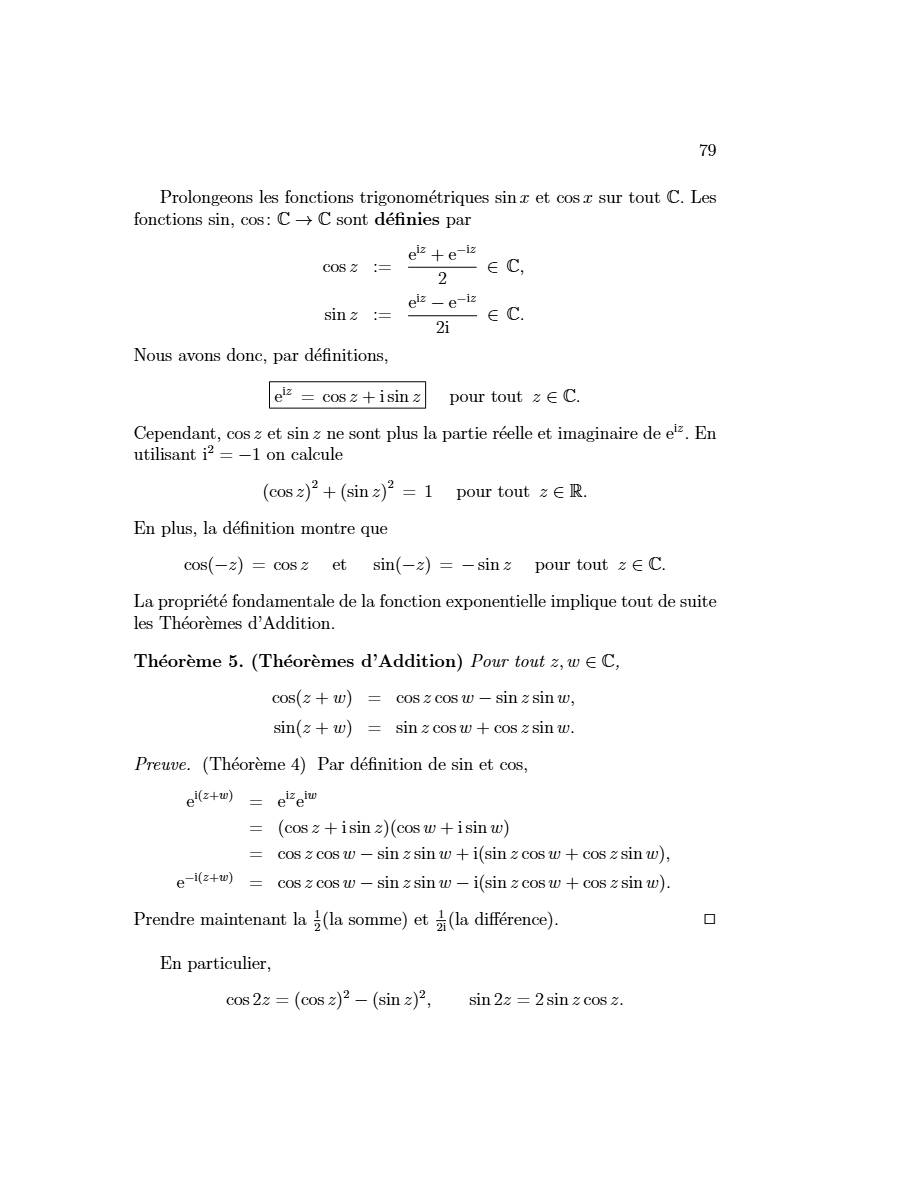 79
Prolongeons les fonctions trigonométriques sin x et cos x sur tout ℂ. Les
fonctions sin, cos: ℂ → ℂ sont définies par
cos z := (e^{iz} + e^{−iz})/2 ∈ ℂ,
sin z := (e^{iz} − e^{−iz})/2i ∈ ℂ.
Nous avons donc, par définitions,
e^{iz} = cos z + i sin z pour tout z ∈ ℂ.
Cependant, cos z et sin z ne sont plus la partie réelle et imaginaire de e^{iz}. En
utilisant i² = −1 on calcule
(cos z)² + (sin z)² = 1 pour tout z ∈ ℝ.
En plus, la définition montre que
cos(−z) = cos z et sin(−z) = − sin z pour tout z ∈ ℂ.
La propriété fondamentale de la fonction exponentielle implique tout de suite
les Théorèmes d'Addition.
Théorème 5. (Théorèmes d'Addition) Pour tout z, w ∈ ℂ,
cos(z + w) = cos z cos w − sin z sin w,
sin(z + w) = sin z cos w + cos z sin w.
Preuve. (Théorème 4) Par définition de sin et cos,
e^{i(z+w)} = e^{iz}e^{iw}
= (cos z + i sin z)(cos w + i sin w)
= cos z cos w − sin z sin w + i(sin z cos w + cos z sin w),
e^{−i(z+w)} = cos z cos w − sin z sin w − i(sin z cos w + cos z sin w).
Prendre maintenant la 1/2(la somme) et 1/2i(la différence). □
En particulier,
cos 2z = (cos z)² − (sin z)², sin 2z = 2 sin z cos z.